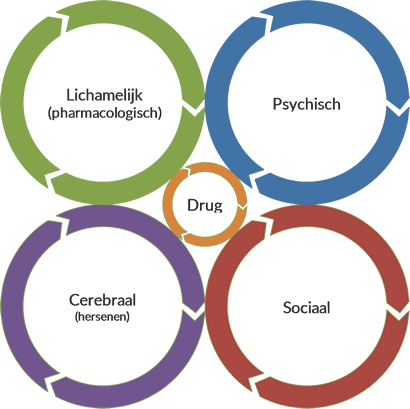 Lichamelijk
(pharmacologisch)
Psychisch
Drug
Cerebraal
(hersenen)
Sociaal